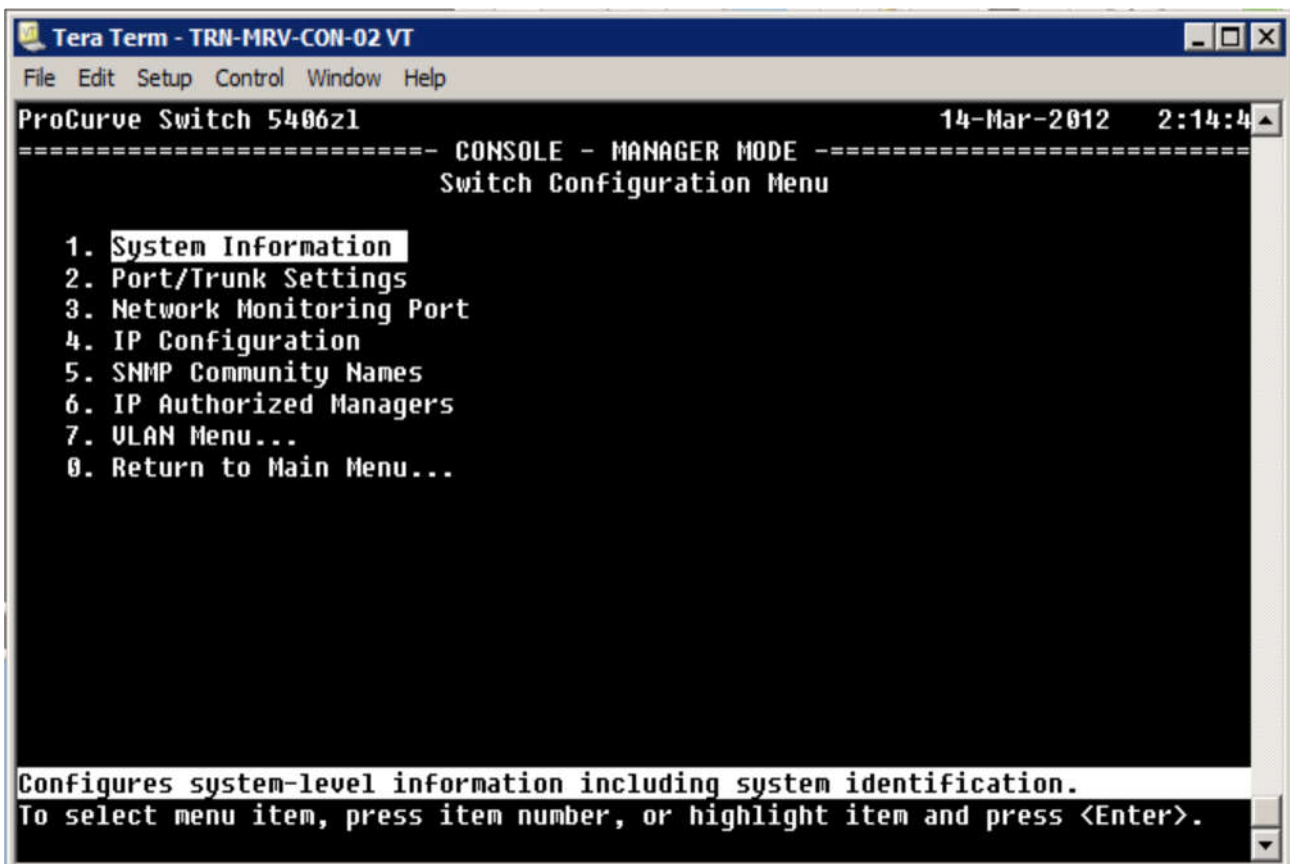 Tera Term - TRN-MRV-CON-02 VT
File Edit Setup Control Window Help
ProCurve Switch 5406zl 14-Mar-2012 2:14:4
==========================- CONSOLE - MANAGER MODE -===========================
Switch Configuration Menu
1. System Information
2. Port/Trunk Settings
3. Network Monitoring Port
4. IP Configuration
5. SNMP Community Names
6. IP Authorized Managers
7. VLAN Menu...
0. Return to Main Menu...
Configures system-level information including system identification.
To select menu item, press item number, or highlight item and press <Enter>.